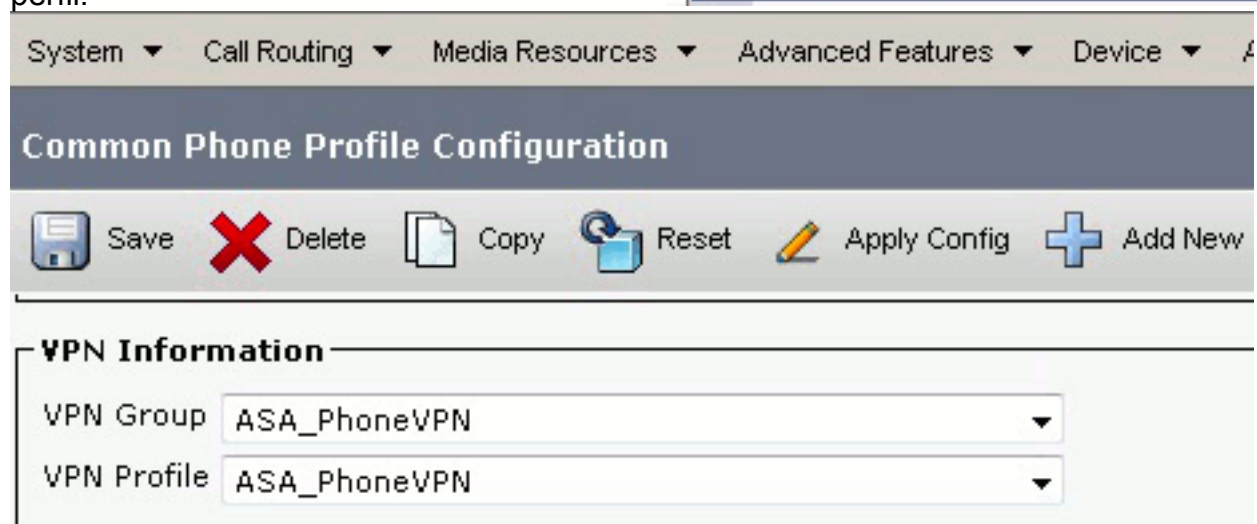 perfil.
System Call Routing Media Resources Advanced Features Device
Common Phone Profile Configuration
Save Delete Copy Reset Apply Config Add New
VPN Information
VPN Group ASA_PhoneVPN
VPN Profile ASA_PhoneVPN